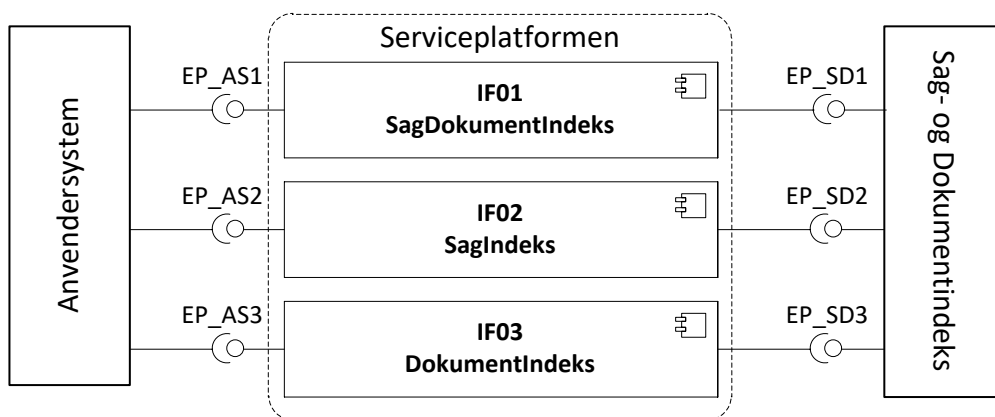 Serviceplatformen
Anvendersystem
EP_AS1
IF01
SagDokumentIndeks
EP_SD1
EP_AS2
IF02
SagIndeks
EP_SD2
EP_AS3
IF03
DokumentIndeks
EP_SD3
Sag- og Dokumentindeks